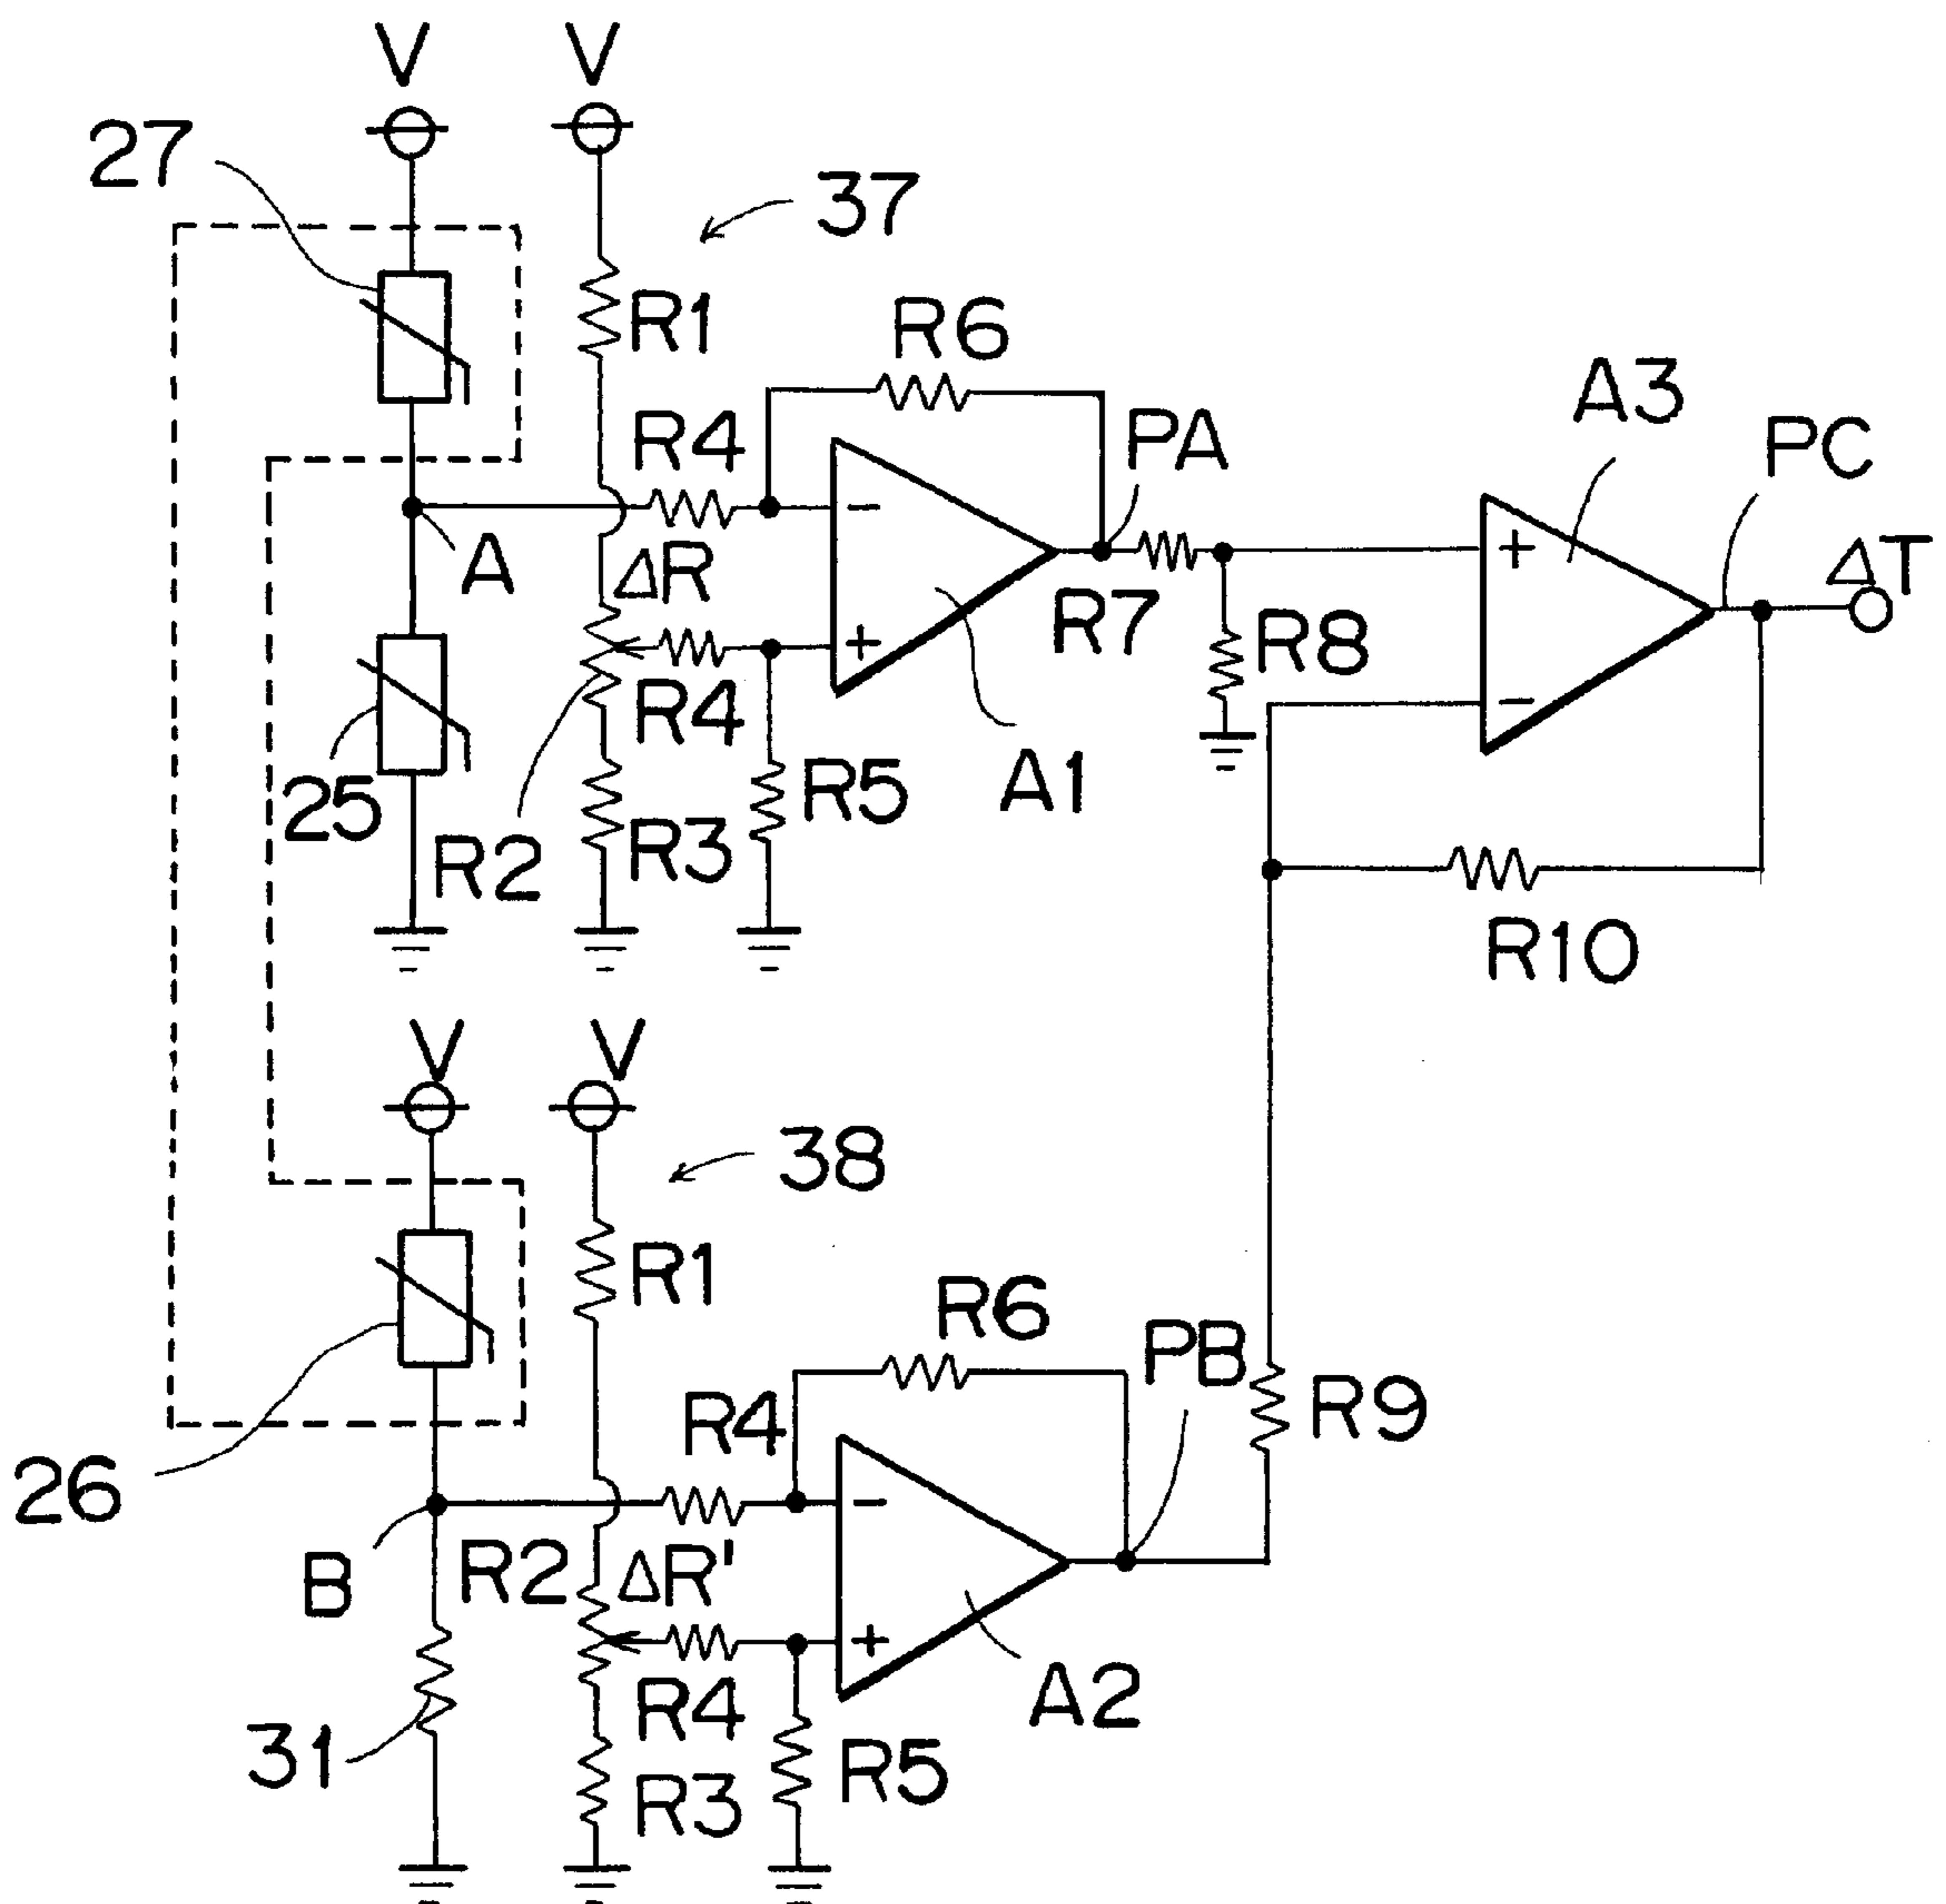 V
V
27
37
R1
R6
A3
R4
PA
PC
−
A
ΔR
+
ΔT
R7
R8
+
R4
−
25
R2
R3
R5
A1
R10
V
V
38
R1
R6
PB
R9
R4
26
−
B
R2
ΔR'
+
R4
A2
31
R3
R5